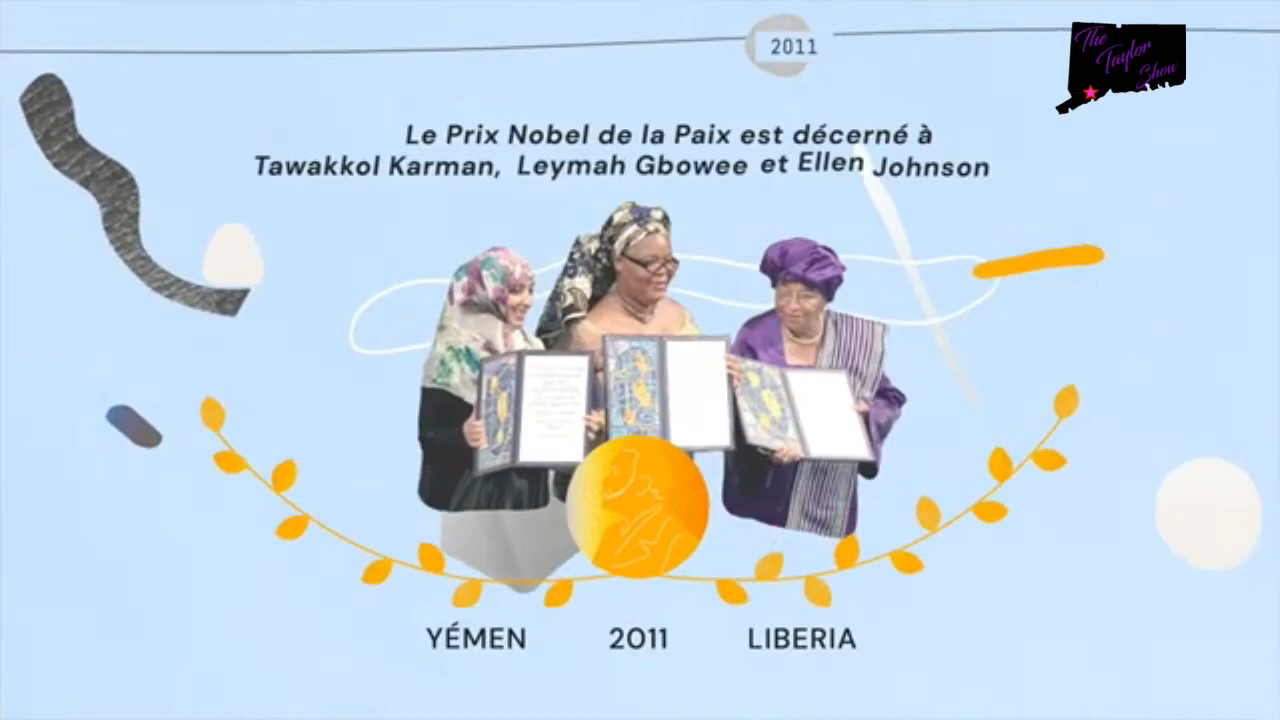 2011
The
Taylor
Show
Le Prix Nobel de la Paix est décerné à
Tawakkol Karman, Leymah Gbowee et Ellen Johnson
YÉMEN 2011 LIBERIA